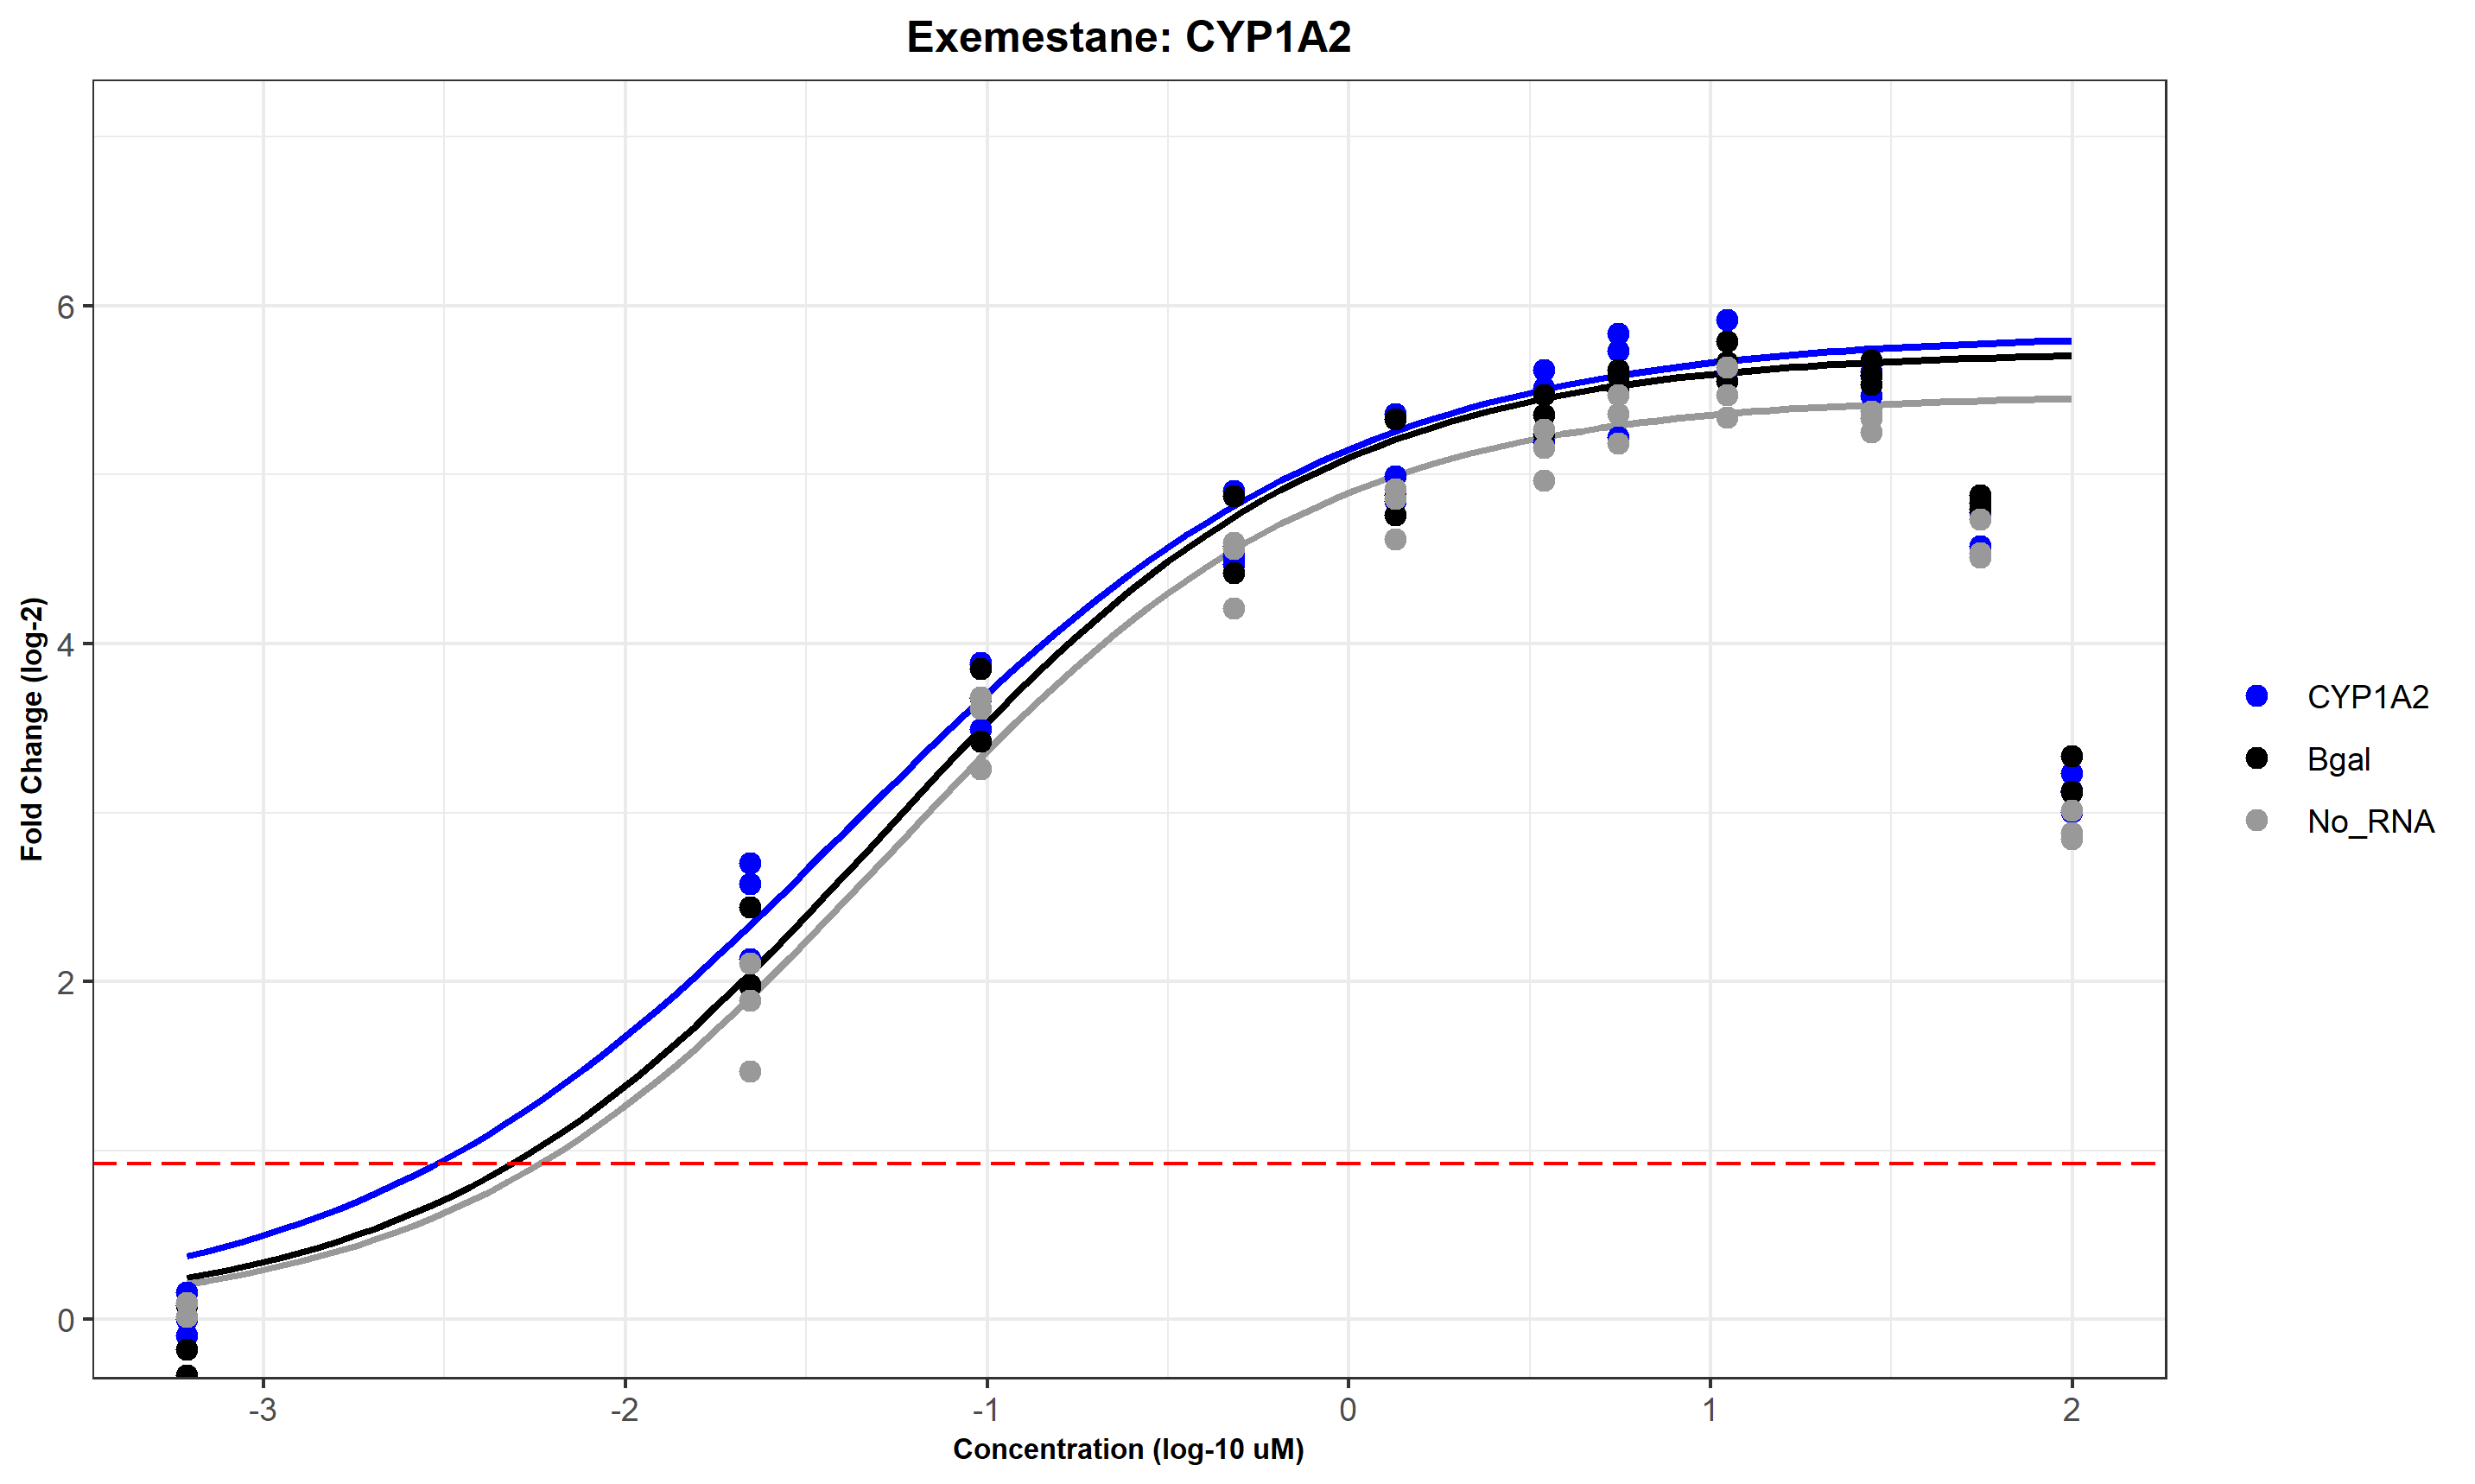 Exemestane: CYP1A2
Fold Change (log-2)
6
4
2
0
-3 -2 -1 0 1 2
Concentration (log-10 uM)
CYP1A2
Bgal
No_RNA